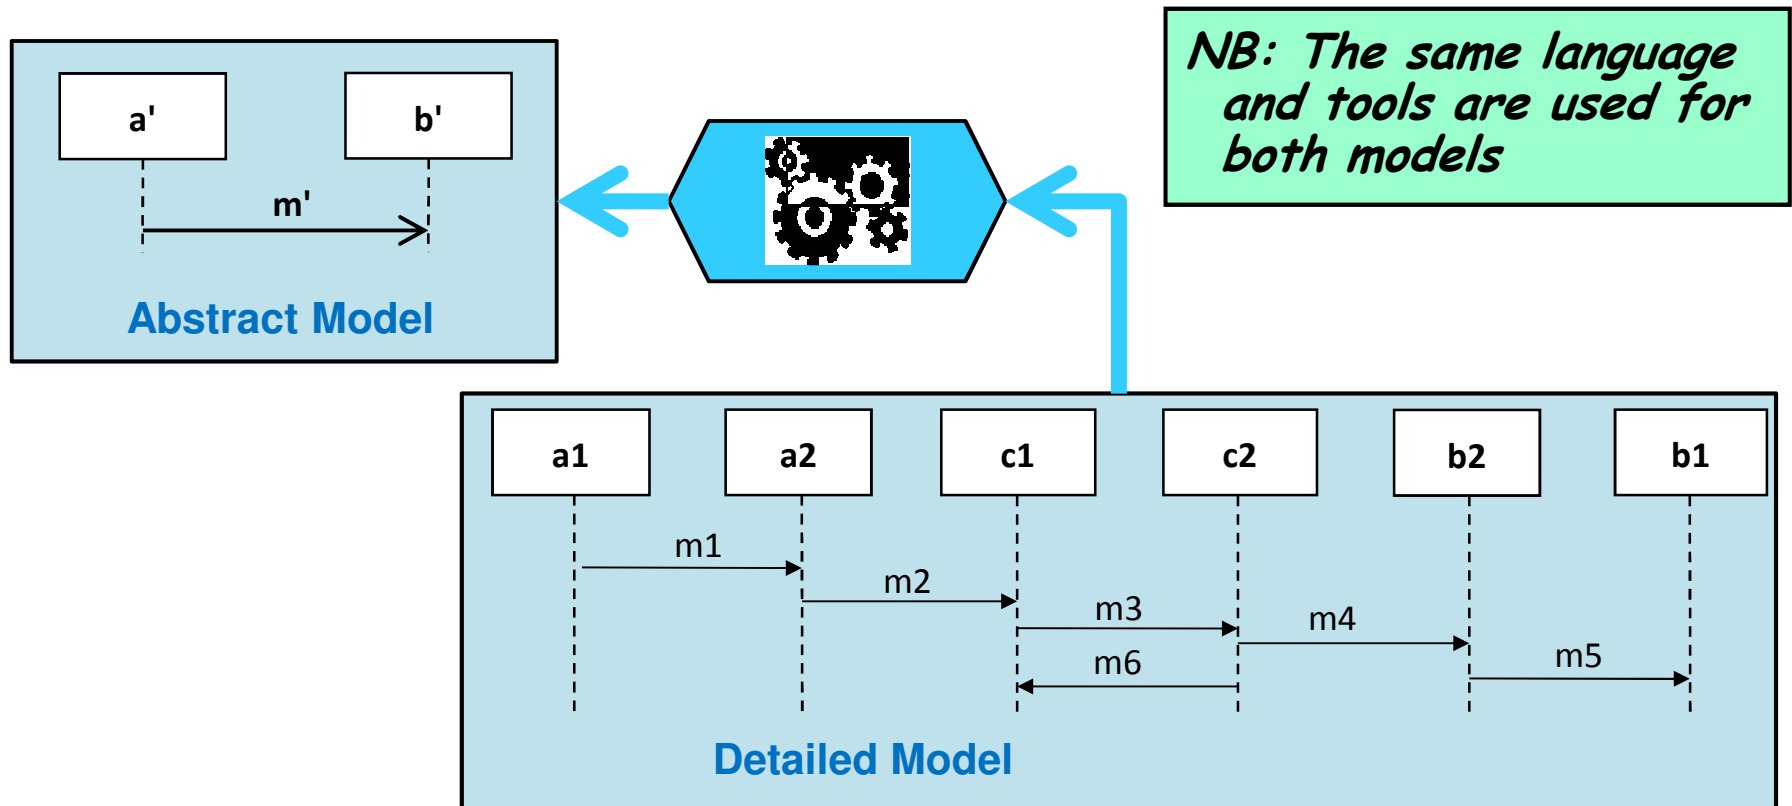 NB: The same language
and tools are used for
both models
a'
b'
m'
Abstract Model
a1
a2
c1
c2
b2
b1
m1
m2
m3
m4
m6
m5
Detailed Model